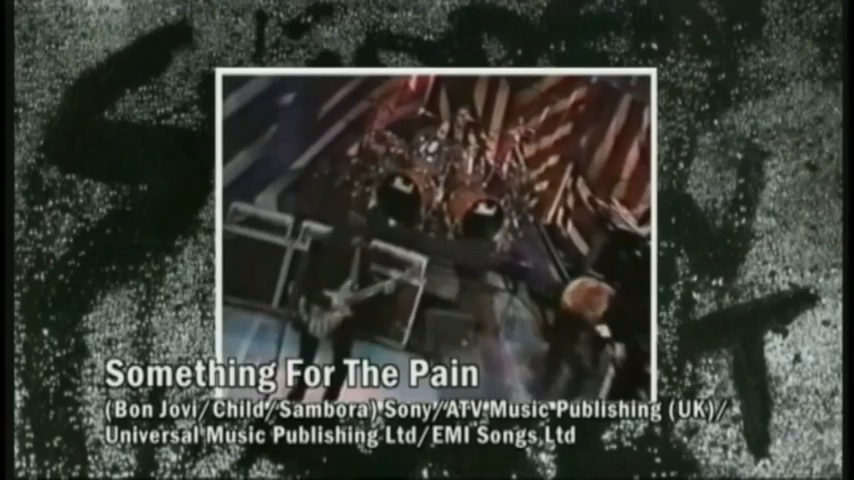 Something For The Pain
(Bon Jovi/Child/Sambora) Sony/ATV Music Publishing (UK)/
Universal Music Publishing Ltd/EMI Songs Ltd